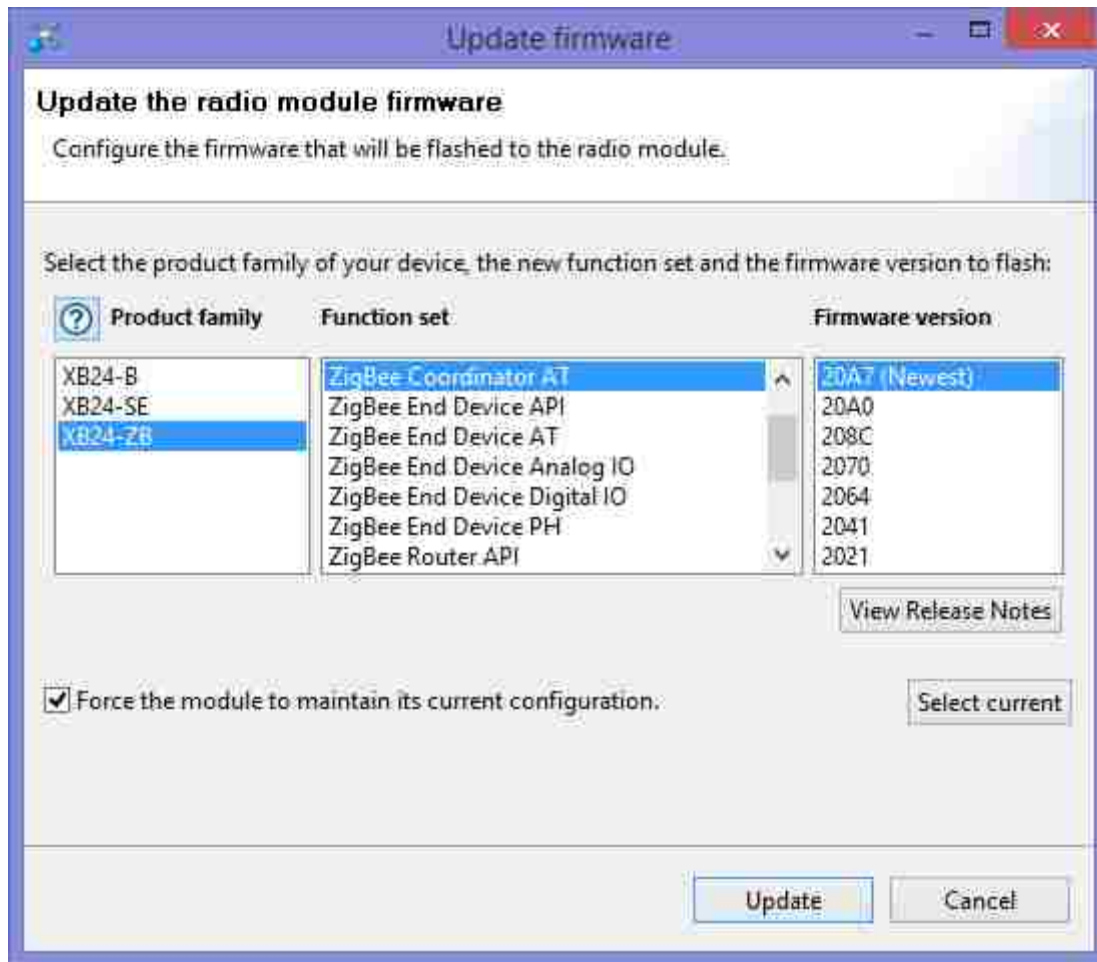 Update firmware
Update the radio module firmware
Configure the firmware that will be flashed to the radio module.
Select the product family of your device, the new function set and the firmware version to flash:
Product family Function set Firmware version
XB24-B ZigBee Coordinator AT 20A7 (Newest)
XB24-SE ZigBee End Device API 20A0
XB24-ZB ZigBee End Device AT 208C
ZigBee End Device Analog IO 2070
ZigBee End Device Digital IO 2064
ZigBee End Device PH 2041
ZigBee Router API 2021
View Release Notes
Force the module to maintain its current configuration. Select current
Update Cancel